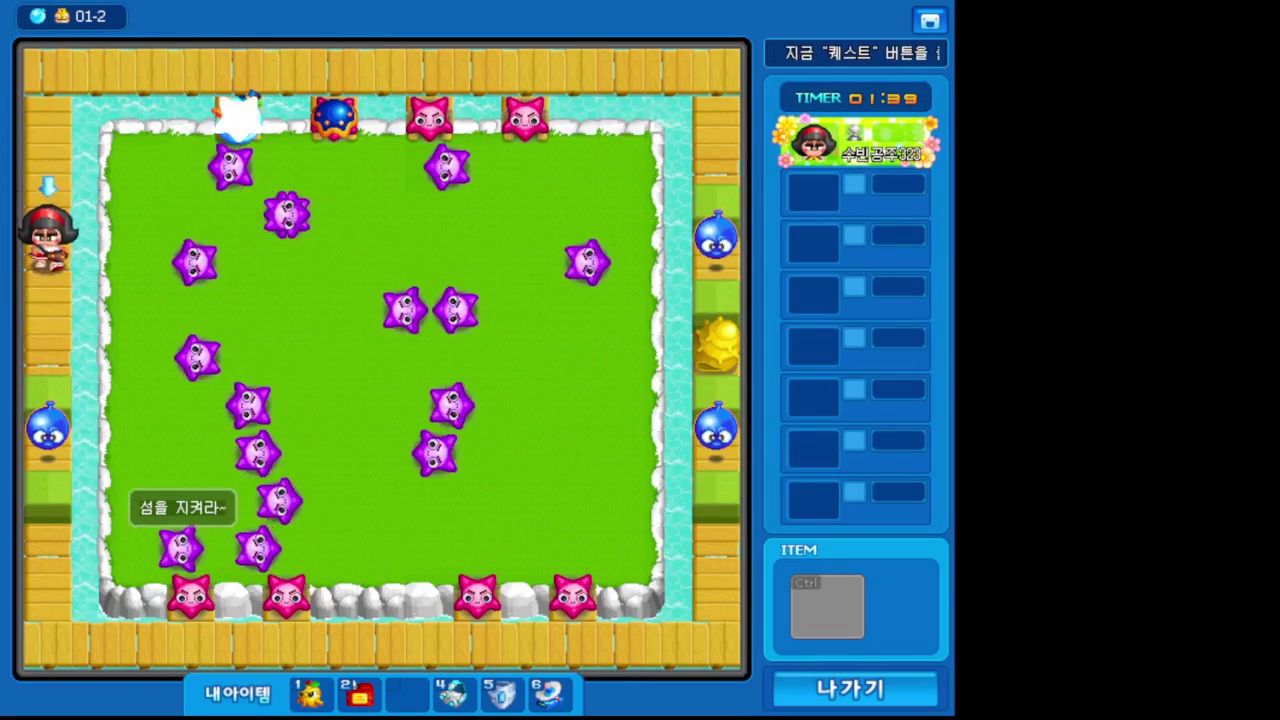 01-2
지금 "퀘스트" 버튼을
TIMER 01:39
수빈공주323
섬을 지켜라~
ITEM
Ctrl
내아이템 1 2 4 5 6
나가기